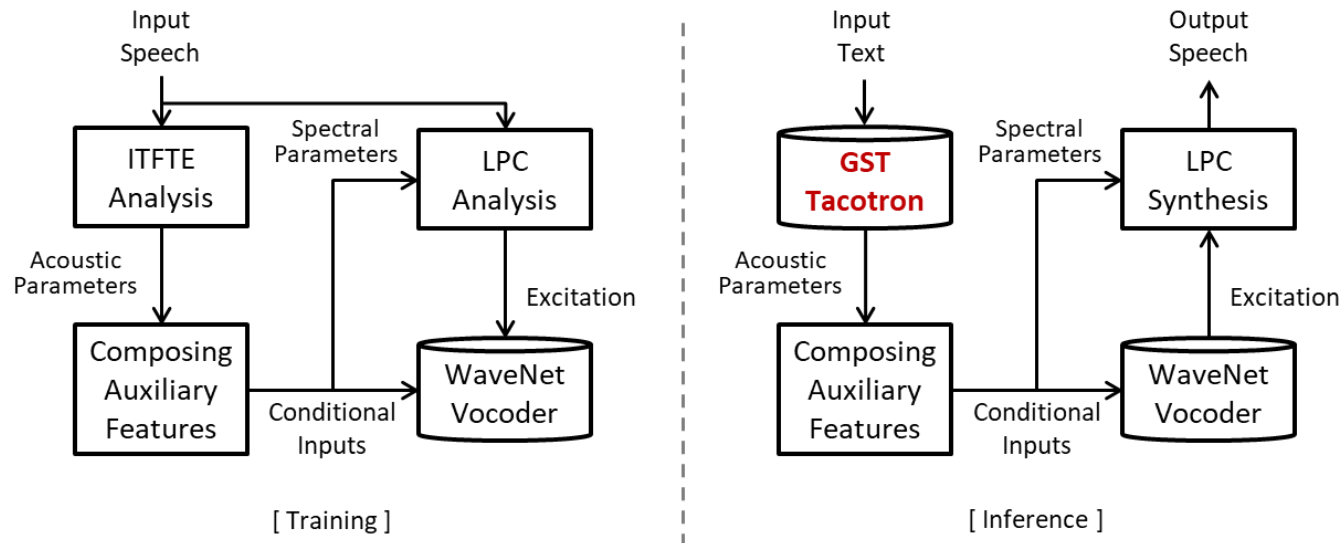 Input
Speech
ITFTE
Analysis
Spectral
Parameters
LPC
Analysis
Acoustic
Parameters
Excitation
Composing
Auxiliary
Features
Conditional
Inputs
WaveNet
Vocoder
[ Training ]
Input
Text
Output
Speech
GST
Tacotron
Spectral
Parameters
LPC
Synthesis
Acoustic
Parameters
Excitation
Composing
Auxiliary
Features
Conditional
Inputs
WaveNet
Vocoder
[ Inference ]